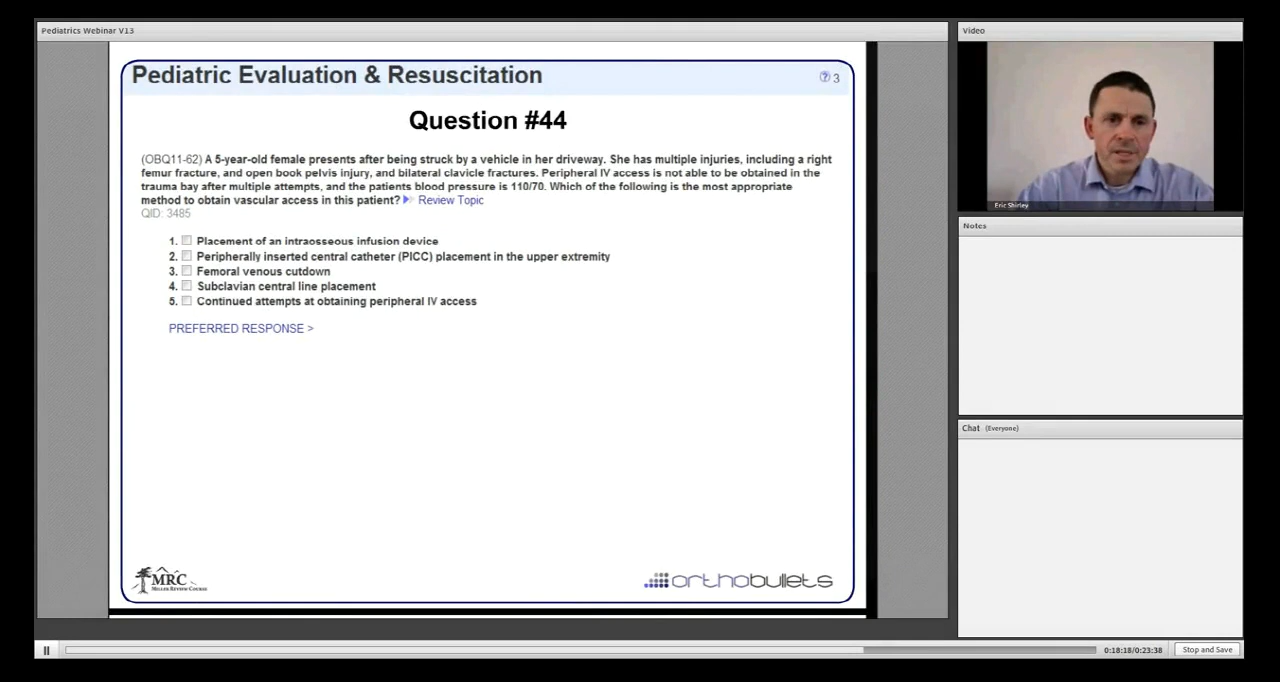 Pediatrics Webinar V13
Pediatric Evaluation & Resuscitation
? 3
Question #44
(OBQ11-62) A 5-year-old female presents after being struck by a vehicle in her driveway. She has multiple injuries, including a right
femur fracture, and open book pelvis injury, and bilateral clavicle fractures. Peripheral IV access is not able to be obtained in the
trauma bay after multiple attempts, and the patients blood pressure is 110/70. Which of the following is the most appropriate
method to obtain vascular access in this patient? Review Topic
QID: 3485
1. Placement of an intraosseous infusion device
2. Peripherally inserted central catheter (PICC) placement in the upper extremity
3. Femoral venous cutdown
4. Subclavian central line placement
5. Continued attempts at obtaining peripheral IV access
PREFERRED RESPONSE >
MRC
MILLER REVIEW COURSE
orthobullets
Video
Eric Shirley
Notes
Chat (Everyone)
0:18:18/0:23:38
Stop and Save